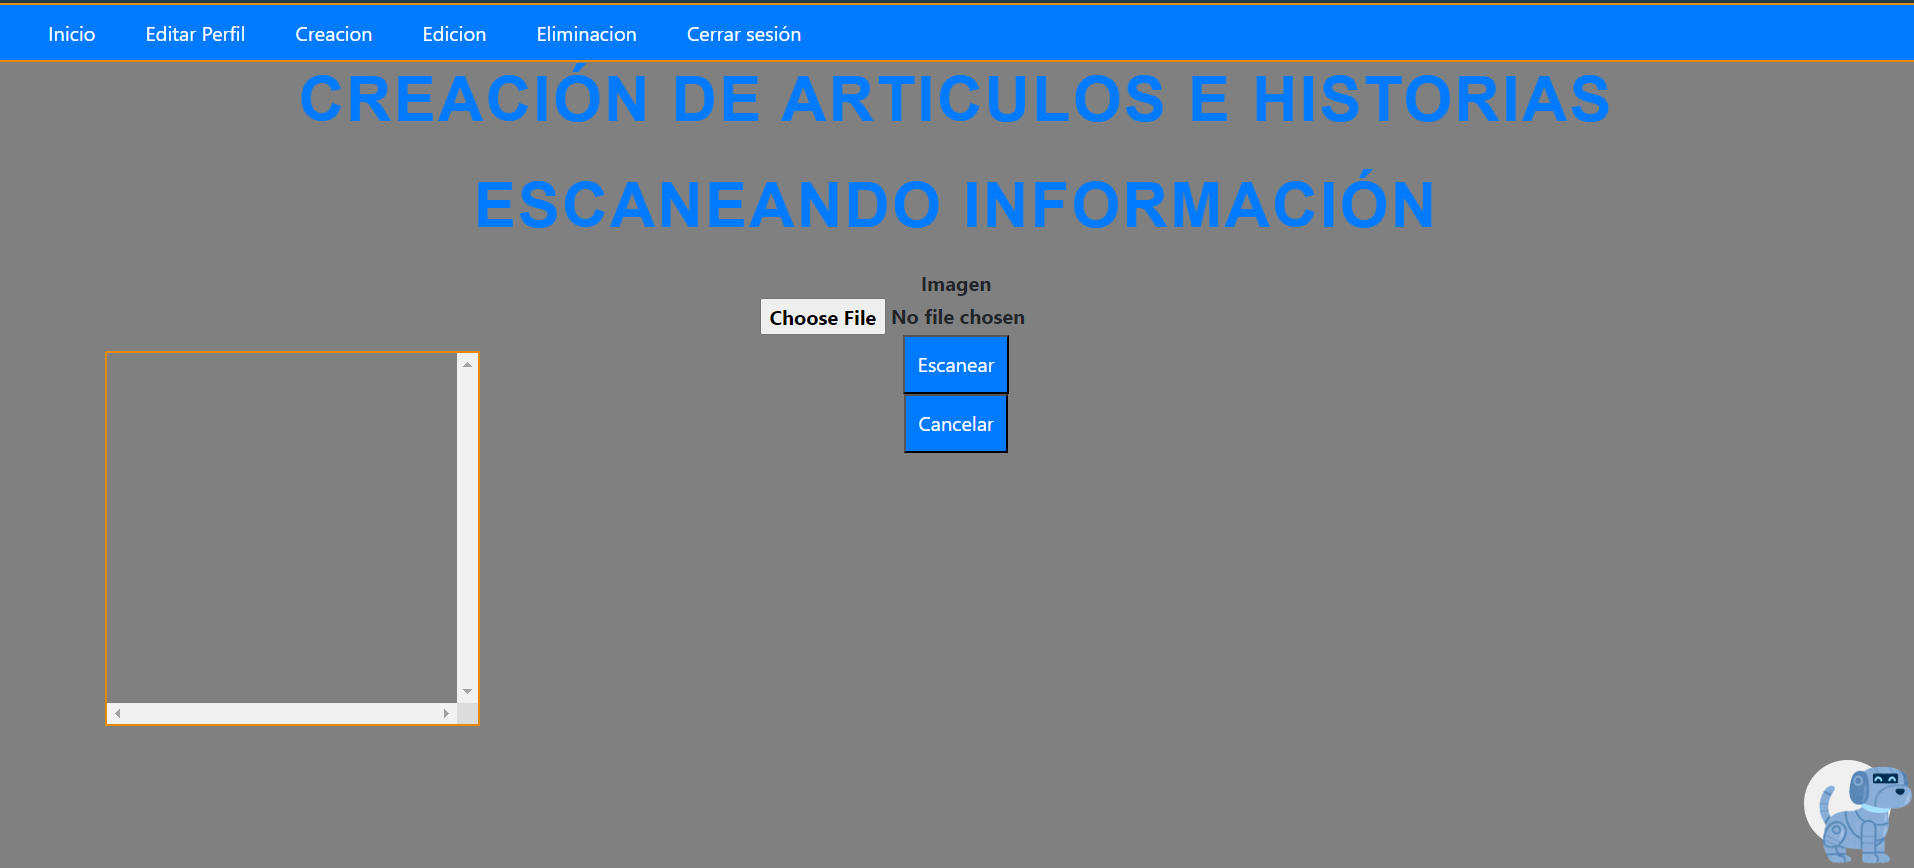 Inicio Editar Perfil Creacion Edicion Eliminacion Cerrar sesión
CREACIÓN DE ARTICULOS E HISTORIAS
ESCANEANDO INFORMACIÓN
Imagen
Choose File No file chosen
Escanear
Cancelar